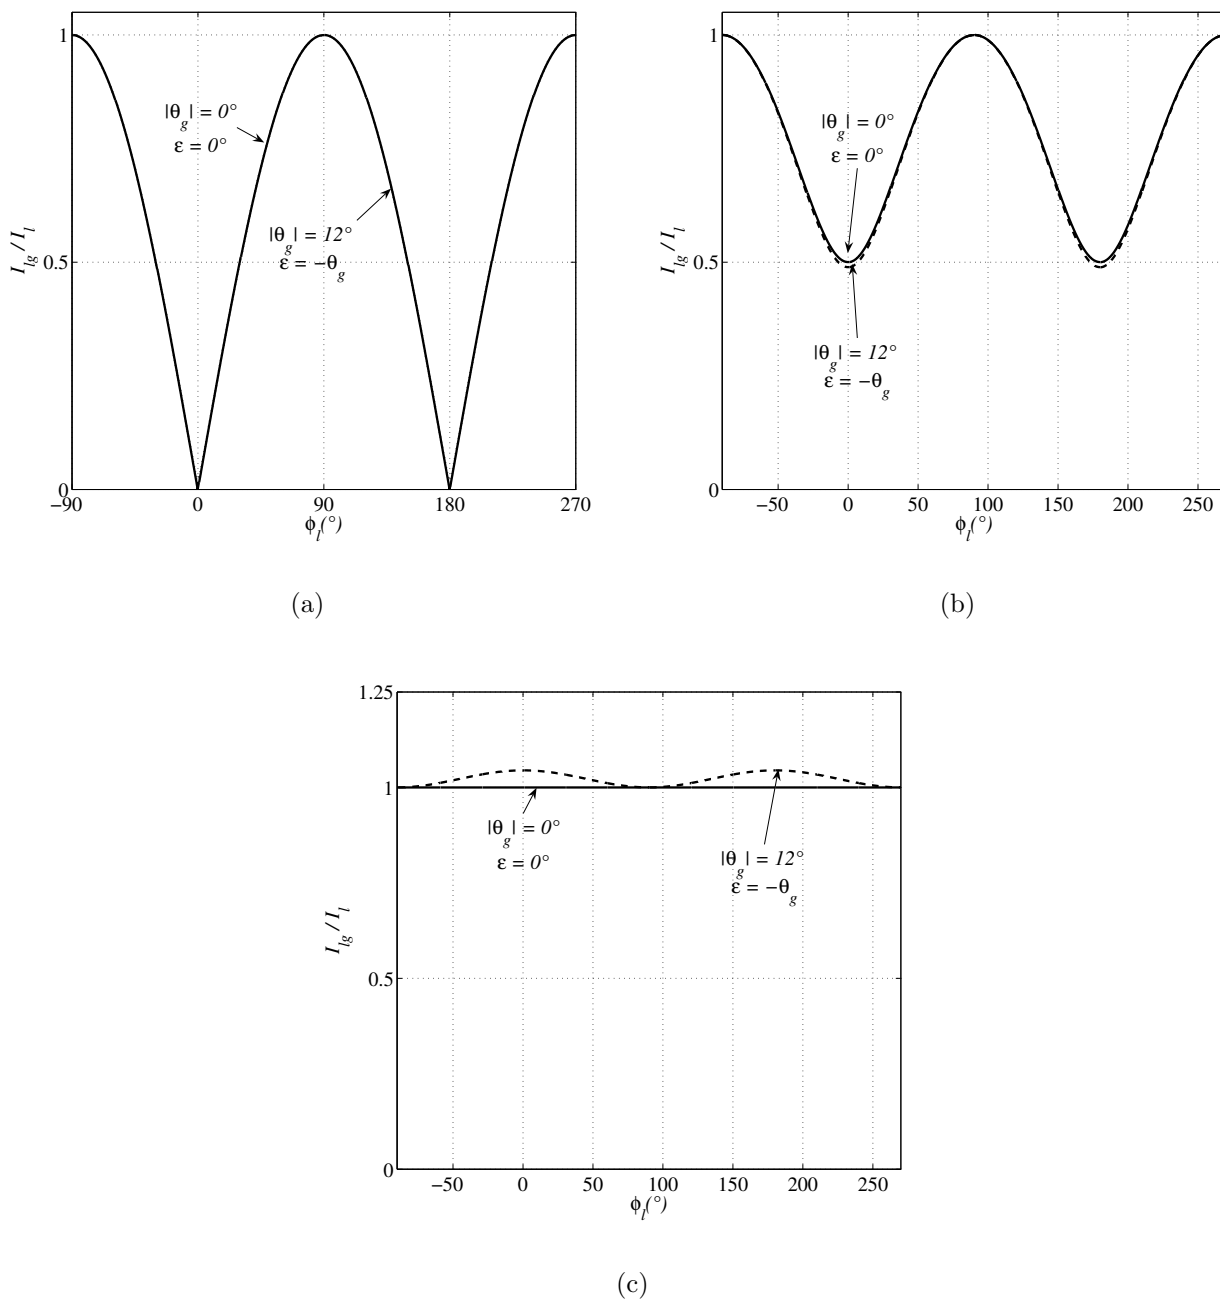 1
0.5
0
I_lg / I_l
|θ_g| = 0°
ε = 0°
|θ_g| = 12°
ε = −θ_g
−90 0 90 180 270
ϕ_l(°)
(a)
1
0.5
0
I_lg / I_l
|θ_g| = 0°
ε = 0°
|θ_g| = 12°
ε = −θ_g
−50 0 50 100 150 200 250
ϕ_l(°)
(b)
1.25
1
0.5
0
I_lg / I_l
|θ_g| = 0°
ε = 0°
|θ_g| = 12°
ε = −θ_g
−50 0 50 100 150 200 250
ϕ_l(°)
(c)